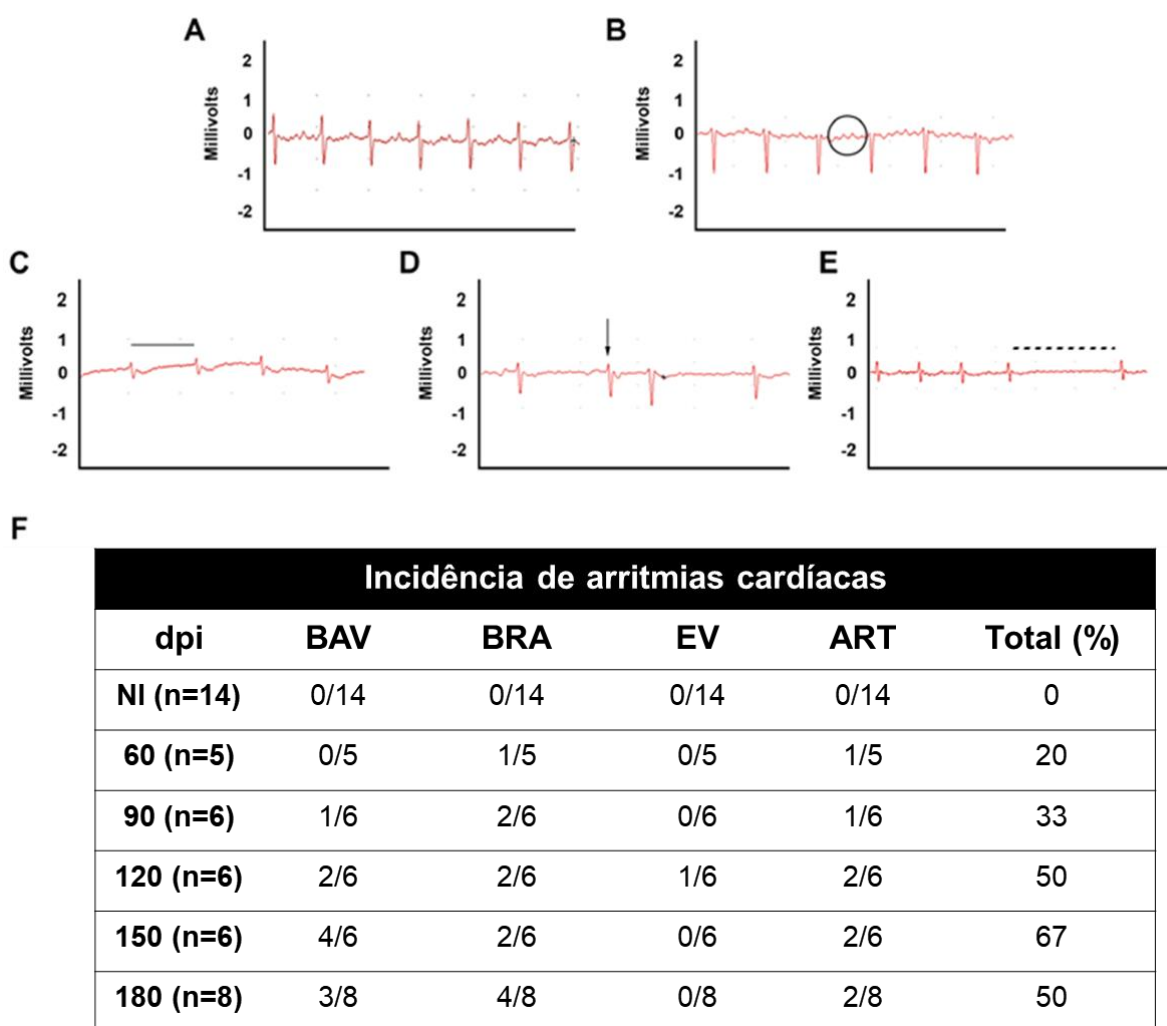 A
2
1
0
-1
-2
Millivolts
B
2
1
0
-1
-2
Millivolts
C
2
1
0
-1
-2
Millivolts
D
2
1
0
-1
-2
Millivolts
E
2
1
0
-1
-2
Millivolts
F
Incidência de arritmias cardíacas
dpi BAV BRA EV ART Total (%)
NI (n=14) 0/14 0/14 0/14 0/14 0
60 (n=5) 0/5 1/5 0/5 1/5 20
90 (n=6) 1/6 2/6 0/6 1/6 33
120 (n=6) 2/6 2/6 1/6 2/6 50
150 (n=6) 4/6 2/6 0/6 2/6 67
180 (n=8) 3/8 4/8 0/8 2/8 50